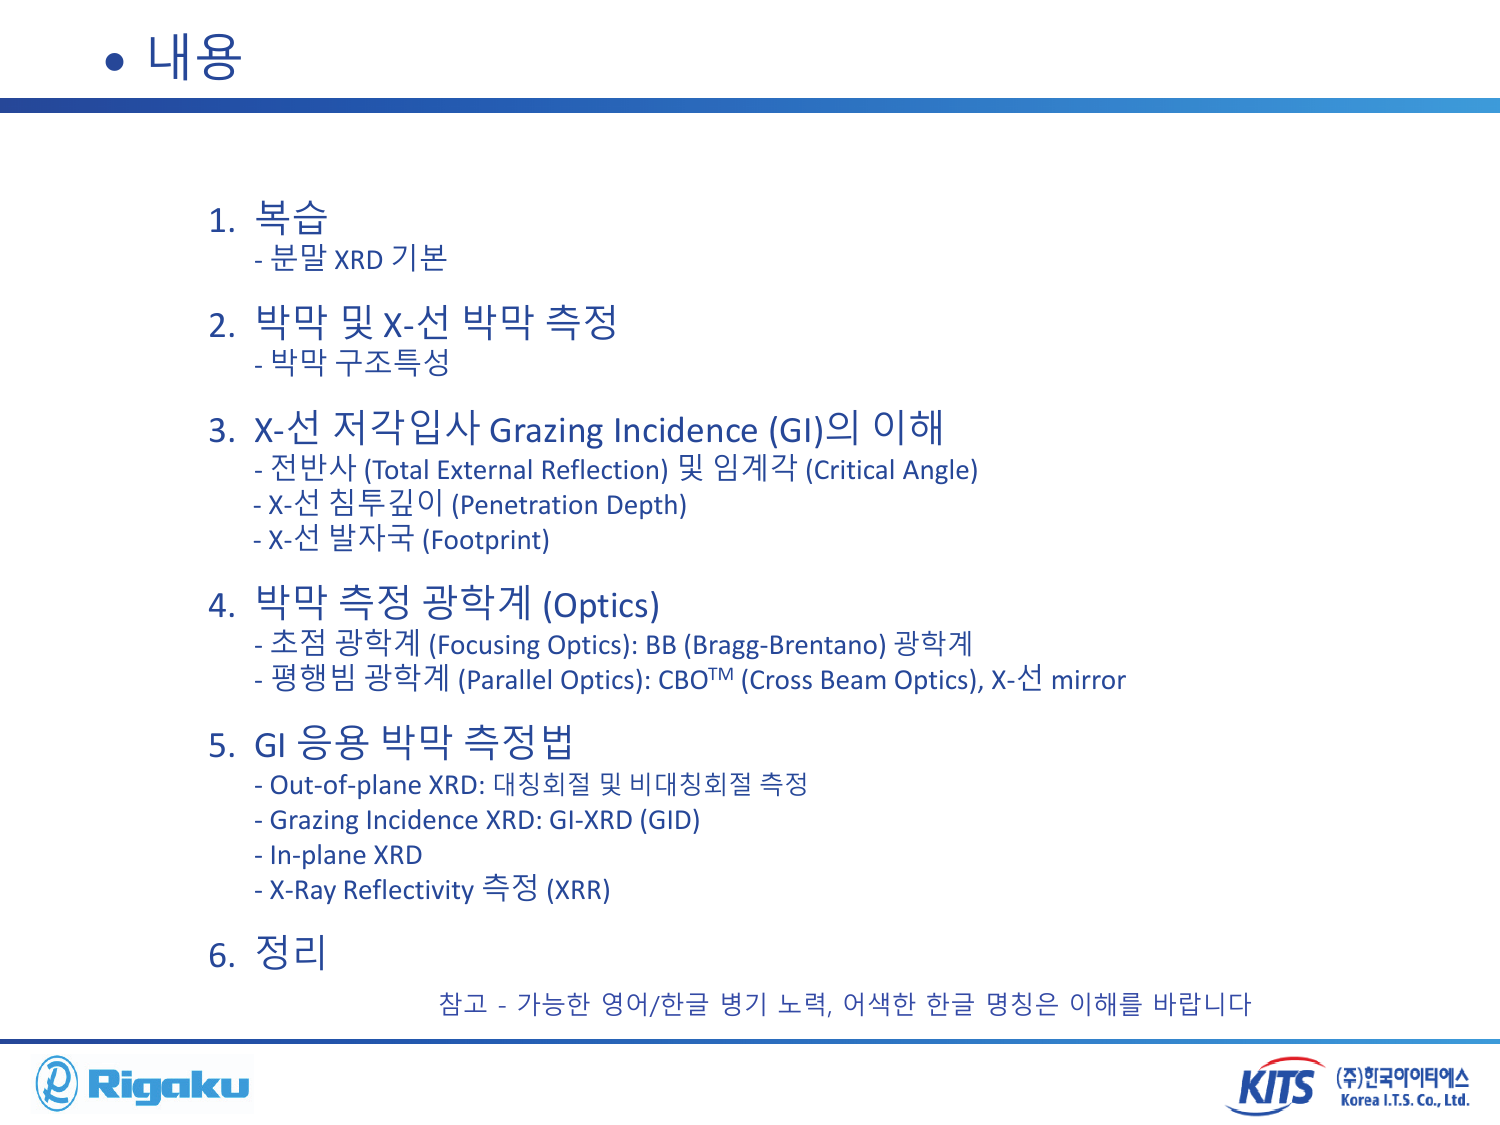 • 내용
1. 복습
- 분말 XRD 기본
2. 박막 및 X-선 박막 측정
- 박막 구조특성
3. X-선 저각입사 Grazing Incidence (GI)의 이해
- 전반사 (Total External Reflection) 및 임계각 (Critical Angle)
- X-선 침투깊이 (Penetration Depth)
- X-선 발자국 (Footprint)
4. 박막 측정 광학계 (Optics)
- 초점 광학계 (Focusing Optics): BB (Bragg-Brentano) 광학계
- 평행빔 광학계 (Parallel Optics): CBO™ (Cross Beam Optics), X-선 mirror
5. GI 응용 박막 측정법
- Out-of-plane XRD: 대칭회절 및 비대칭회절 측정
- Grazing Incidence XRD: GI-XRD (GID)
- In-plane XRD
- X-Ray Reflectivity 측정 (XRR)
6. 정리
참고 - 가능한 영어/한글 병기 노력, 어색한 한글 명칭은 이해를 바랍니다
Rigaku
KITS (주)한국아이티에스
Korea I.T.S. Co., Ltd.